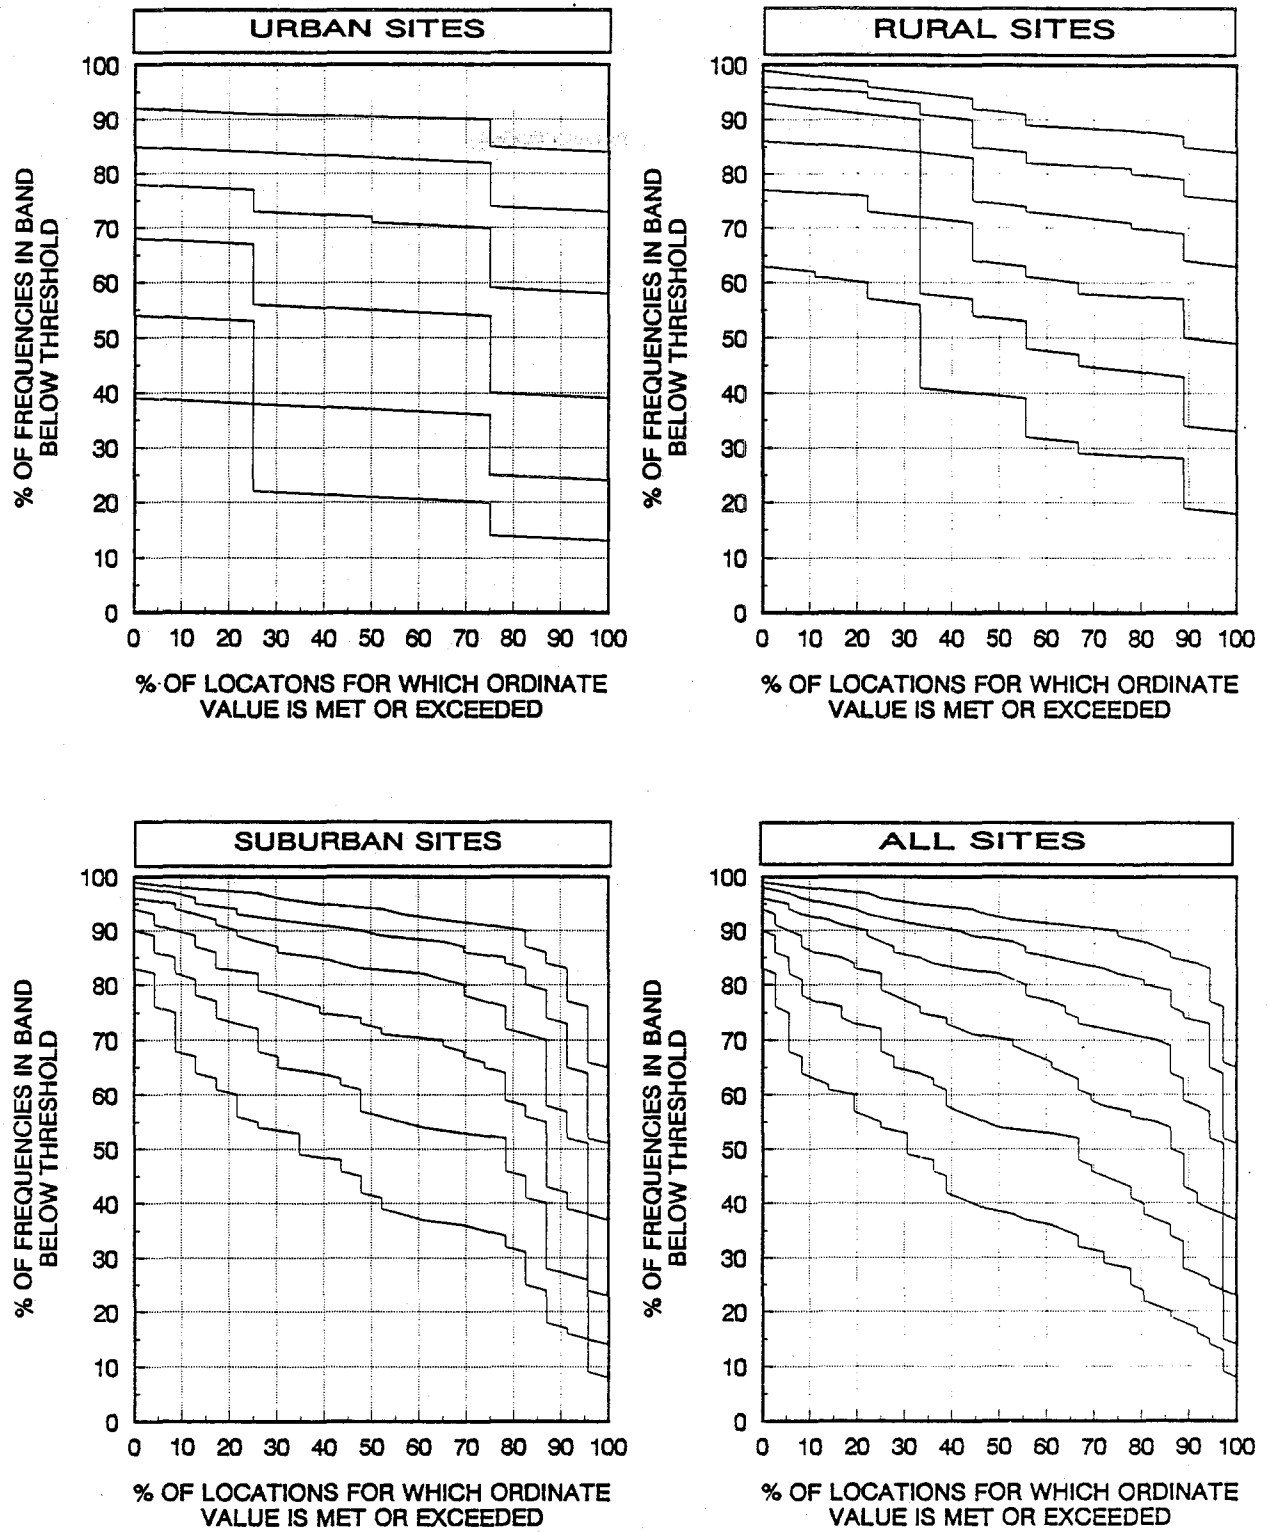 URBAN SITES
% OF FREQUENCIES IN BAND
BELOW THRESHOLD
100
90
80
70
60
50
40
30
20
10
0
0 10 20 30 40 50 60 70 80 90 100
% OF LOCATONS FOR WHICH ORDINATE
VALUE IS MET OR EXCEEDED
RURAL SITES
% OF FREQUENCIES IN BAND
BELOW THRESHOLD
100
90
80
70
60
50
40
30
20
10
0
0 10 20 30 40 50 60 70 80 90 100
% OF LOCATIONS FOR WHICH ORDINATE
VALUE IS MET OR EXCEEDED
SUBURBAN SITES
% OF FREQUENCIES IN BAND
BELOW THRESHOLD
100
90
80
70
60
50
40
30
20
10
0
0 10 20 30 40 50 60 70 80 90 100
% OF LOCATIONS FOR WHICH ORDINATE
VALUE IS MET OR EXCEEDED
ALL SITES
% OF FREQUENCIES IN BAND
BELOW THRESHOLD
100
90
80
70
60
50
40
30
20
10
0
0 10 20 30 40 50 60 70 80 90 100
% OF LOCATIONS FOR WHICH ORDINATE
VALUE IS MET OR EXCEEDED